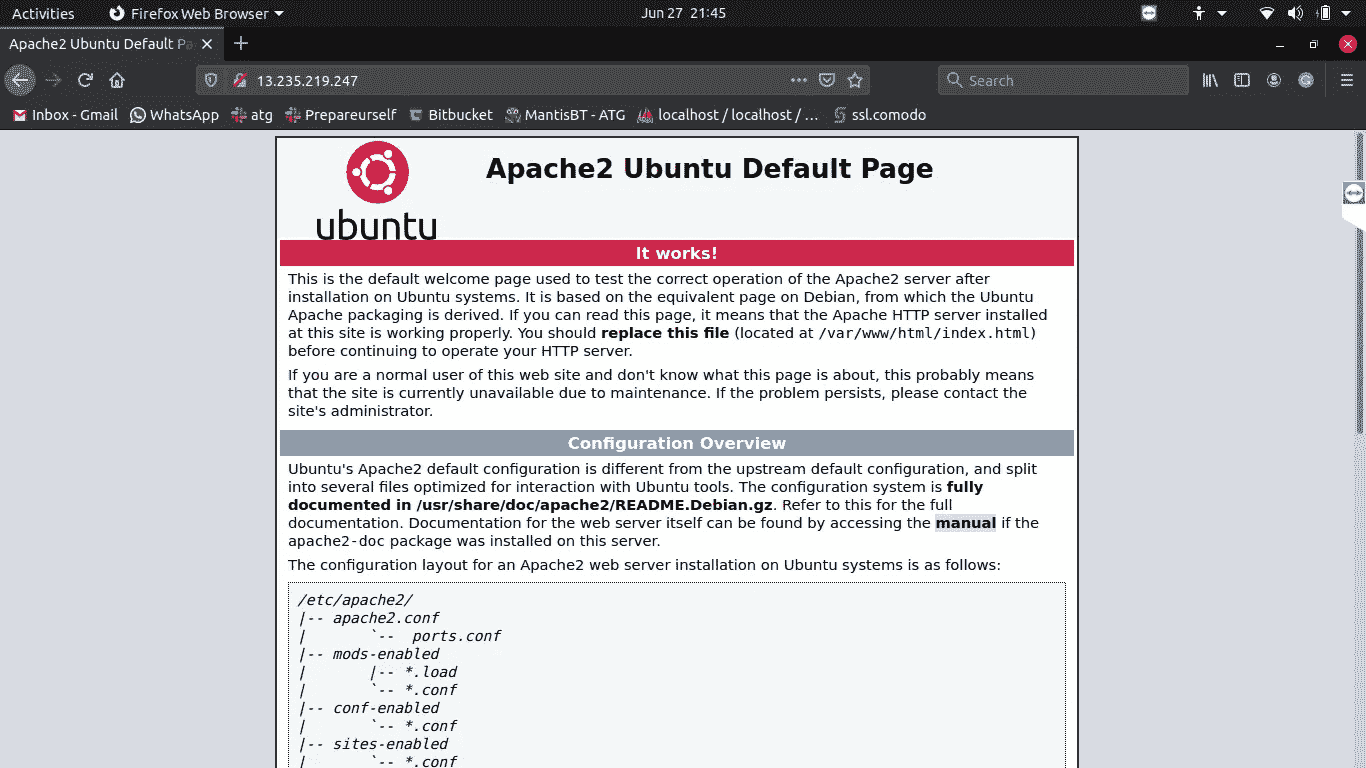 Activities Firefox Web Browser Jun 27 21:45
Apache2 Ubuntu Default Pa
13.235.219.247 Search
Inbox - Gmail WhatsApp atg Prepareurself Bitbucket MantisBT - ATG localhost / localhost / ... ssl.comodo
Apache2 Ubuntu Default Page
ubuntu
It works!
This is the default welcome page used to test the correct operation of the Apache2 server after
installation on Ubuntu systems. It is based on the equivalent page on Debian, from which the Ubuntu
Apache packaging is derived. If you can read this page, it means that the Apache HTTP server installed
at this site is working properly. You should replace this file (located at /var/www/html/index.html)
before continuing to operate your HTTP server.
If you are a normal user of this web site and don't know what this page is about, this probably means
that the site is currently unavailable due to maintenance. If the problem persists, please contact the
site's administrator.
Configuration Overview
Ubuntu's Apache2 default configuration is different from the upstream default configuration, and split
into several files optimized for interaction with Ubuntu tools. The configuration system is fully
documented in /usr/share/doc/apache2/README.Debian.gz. Refer to this for the full
documentation. Documentation for the web server itself can be found by accessing the manual if the
apache2-doc package was installed on this server.
The configuration layout for an Apache2 web server installation on Ubuntu systems is as follows:
/etc/apache2/
|-- apache2.conf
|       `--  ports.conf
|-- mods-enabled
|       |-- *.load
|       `-- *.conf
|-- conf-enabled
|       `-- *.conf
|-- sites-enabled
|       `-- *.conf